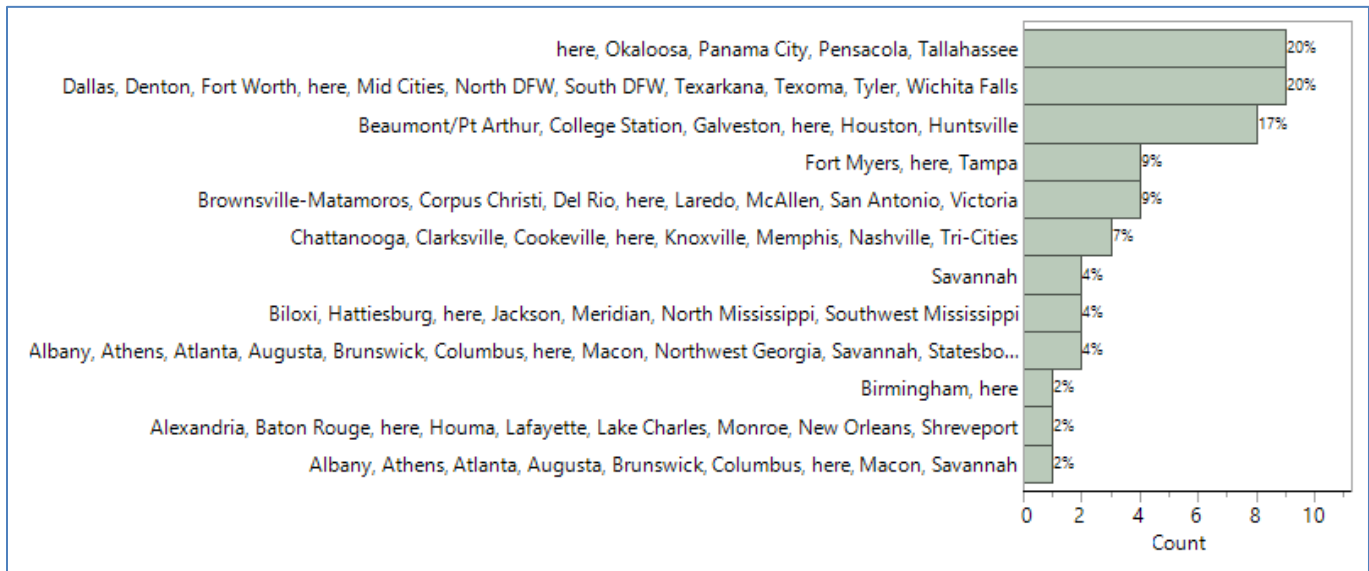 here, Okaloosa, Panama City, Pensacola, Tallahassee 20%
Dallas, Denton, Fort Worth, here, Mid Cities, North DFW, South DFW, Texarkana, Texoma, Tyler, Wichita Falls 20%
Beaumont/Pt Arthur, College Station, Galveston, here, Houston, Huntsville 17%
Fort Myers, here, Tampa 9%
Brownsville-Matamoros, Corpus Christi, Del Rio, here, Laredo, McAllen, San Antonio, Victoria 9%
Chattanooga, Clarksville, Cookeville, here, Knoxville, Memphis, Nashville, Tri-Cities 7%
Savannah 4%
Biloxi, Hattiesburg, here, Jackson, Meridian, North Mississippi, Southwest Mississippi 4%
Albany, Athens, Atlanta, Augusta, Brunswick, Columbus, here, Macon, Northwest Georgia, Savannah, Statesbo... 4%
Birmingham, here 2%
Alexandria, Baton Rouge, here, Houma, Lafayette, Lake Charles, Monroe, New Orleans, Shreveport 2%
Albany, Athens, Atlanta, Augusta, Brunswick, Columbus, here, Macon, Savannah 2%
0 2 4 6 8 10
Count